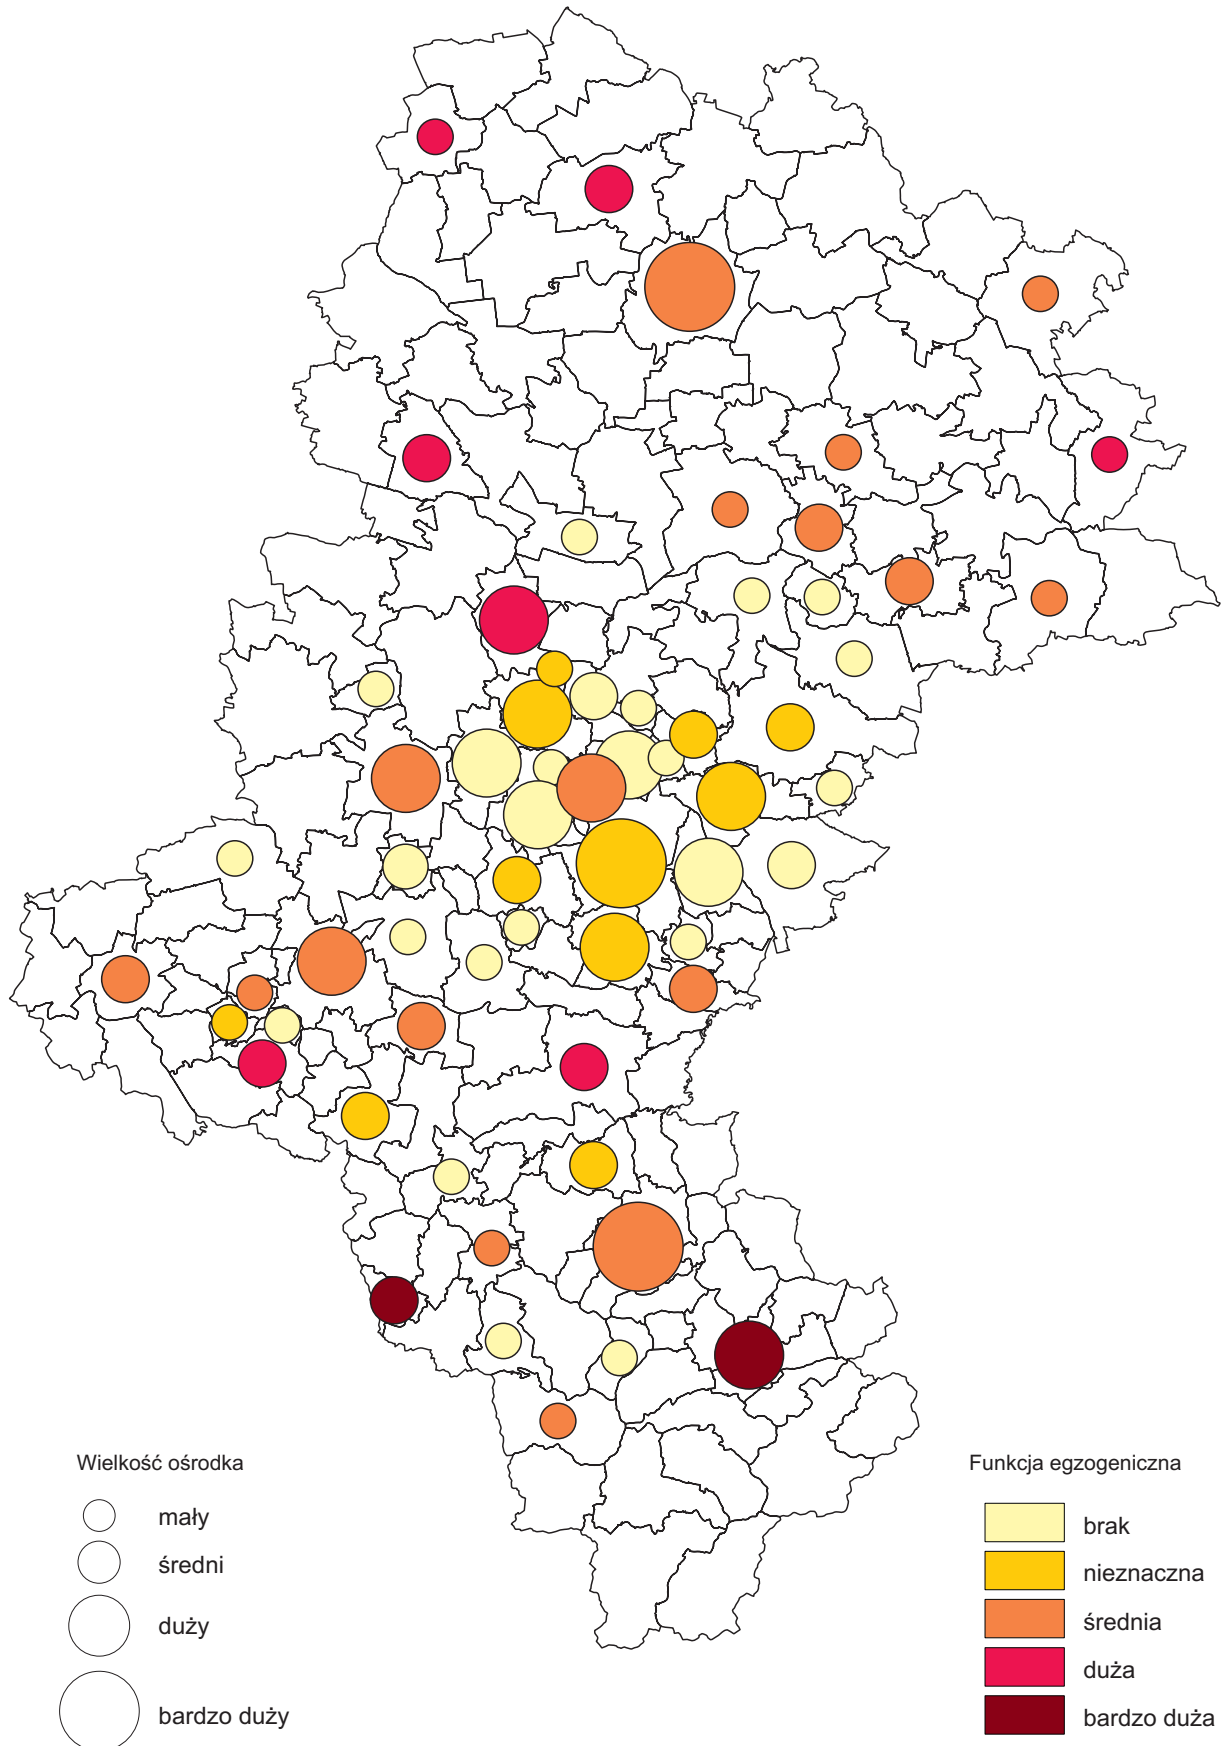 Wielkość ośrodka
mały
średni
duży
bardzo duży
Funkcja egzogeniczna
brak
nieznaczna
średnia
duża
bardzo duża